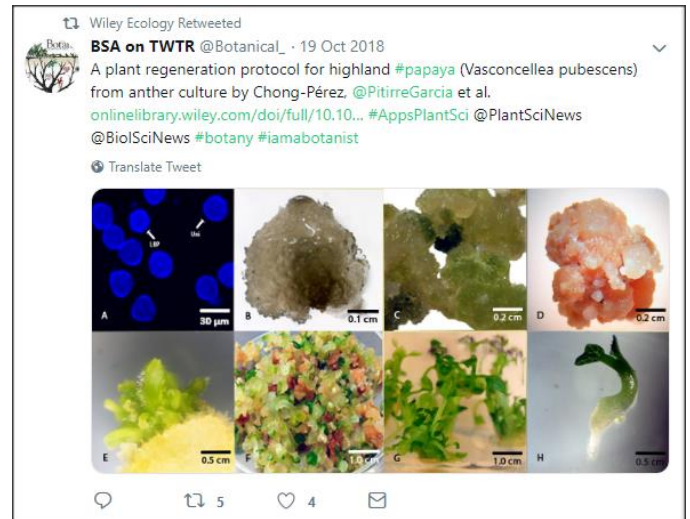 Wiley Ecology Retweeted
BSA on TWTR @Botanical_ · 19 Oct 2018
A plant regeneration protocol for highland #papaya (Vasconcellea pubescens)
from anther culture by Chong-Pérez, @PitirreGarcia et al.
onlinelibrary.wiley.com/doi/full/10.10... #AppsPlantSci @PlantSciNews
@BiolSciNews #botany #iamabotanist
Translate Tweet
LBP Uni
A 30 µm B 0.1 cm C 0.2 cm D 0.2 cm
E 0.5 cm F 1.0 cm G 1.0 cm H 0.5 cm
5 4